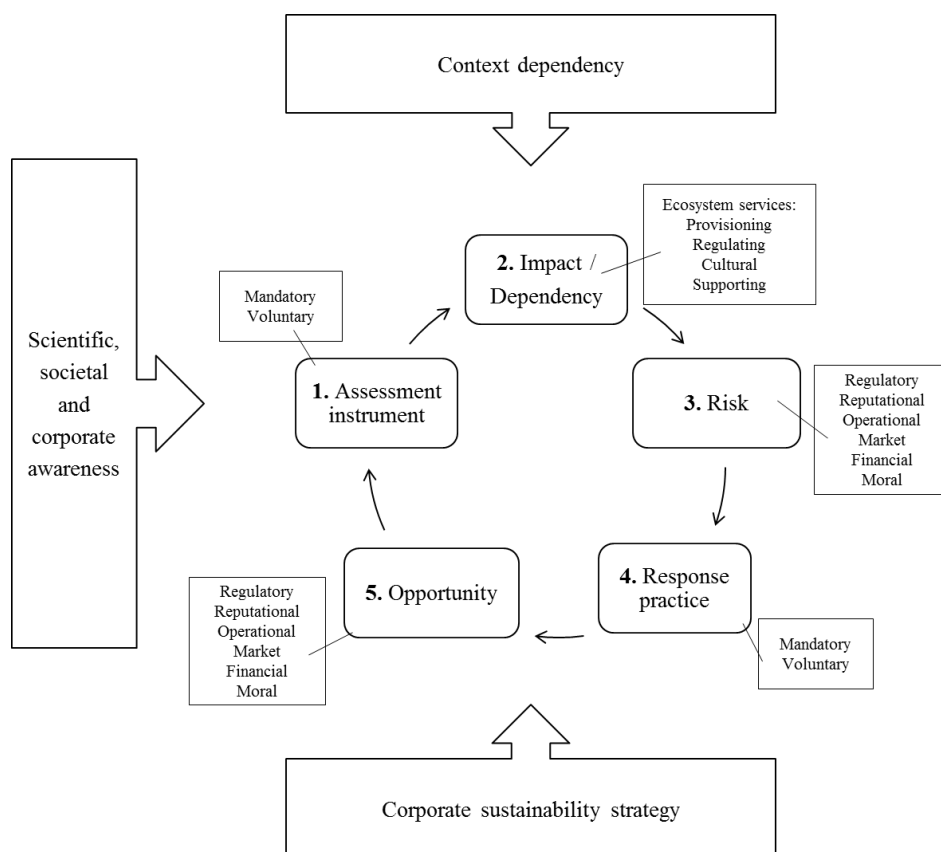 Context dependency
Ecosystem services:
Provisioning
Regulating
Cultural
Supporting
2. Impact /
Dependency
Mandatory
Voluntary
Scientific,
societal
and
corporate
awareness
1. Assessment
instrument
3. Risk
Regulatory
Reputational
Operational
Market
Financial
Moral
4. Response
practice
5. Opportunity
Regulatory
Reputational
Operational
Market
Financial
Moral
Mandatory
Voluntary
Corporate sustainability strategy